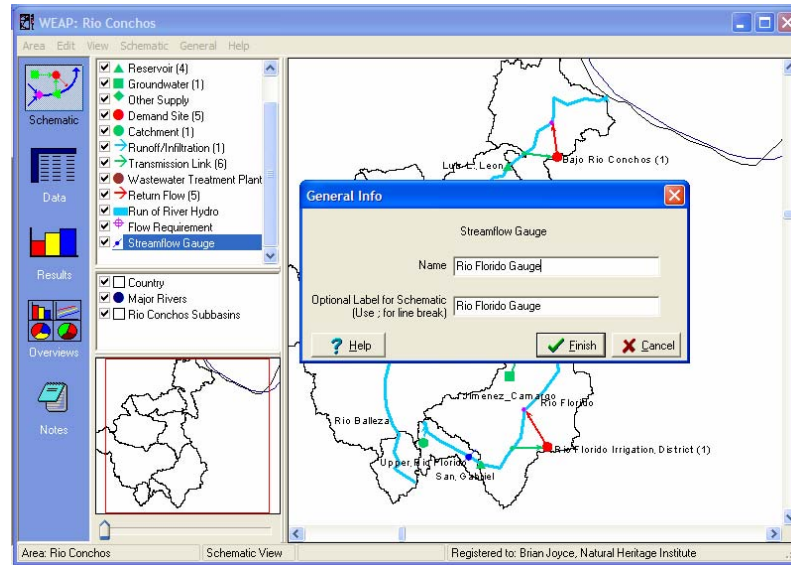 WEAP: Rio Conchos
Area Edit View Schematic General Help
Schematic
Data
Results
Overviews
Notes
Reservoir (4)
Groundwater (1)
Other Supply
Demand Site (5)
Catchment (1)
Runoff/Infiltration (1)
Transmission Link (6)
Wastewater Treatment Plant
Return Flow (5)
Run of River Hydro
Flow Requirement
Streamflow Gauge
Country
Major Rivers
Rio Conchos Subbasins
Luis L. Leon
Bajo Rio Conchos (1)
General Info
Streamflow Gauge
Name Rio Florido Gauge
Optional Label for Schematic
(Use ; for line break) Rio Florido Gauge
? Help
Finish
Cancel
Jimenez_Camargo
Rio Florido
Rio Balleza
Rio Florido Irrigation District (1)
Upper Rio Florido
San Gabriel
Area: Rio Conchos Schematic View Registered to: Brian Joyce, Natural Heritage Institute